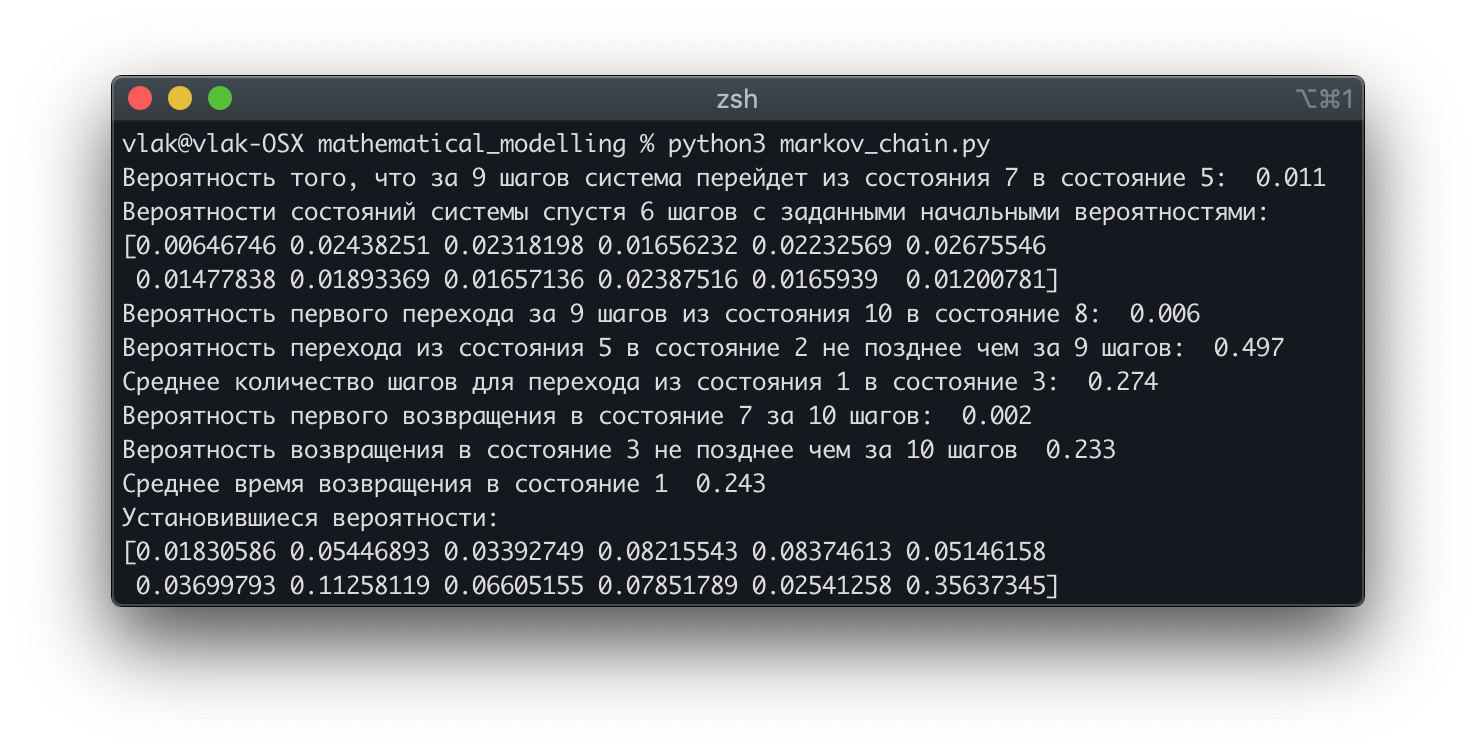 zsh
⌥⌘1
vlak@vlak-OSX mathematical_modelling % python3 markov_chain.py
Вероятность того, что за 9 шагов система перейдет из состояния 7 в состояние 5:  0.011
Вероятности состояний системы спустя 6 шагов с заданными начальными вероятностями:
[0.00646746 0.02438251 0.02318198 0.01656232 0.02232569 0.02675546
 0.01477838 0.01893369 0.01657136 0.02387516 0.0165939  0.01200781]
Вероятность первого перехода за 9 шагов из состояния 10 в состояние 8:  0.006
Вероятность перехода из состояния 5 в состояние 2 не позднее чем за 9 шагов:  0.497
Среднее количество шагов для перехода из состояния 1 в состояние 3:  0.274
Вероятность первого возвращения в состояние 7 за 10 шагов:  0.002
Вероятность возвращения в состояние 3 не позднее чем за 10 шагов  0.233
Среднее время возвращения в состояние 1  0.243
Установившиеся вероятности:
[0.01830586 0.05446893 0.03392749 0.08215543 0.08374613 0.05146158
 0.03699793 0.11258119 0.06605155 0.07851789 0.02541258 0.35637345]